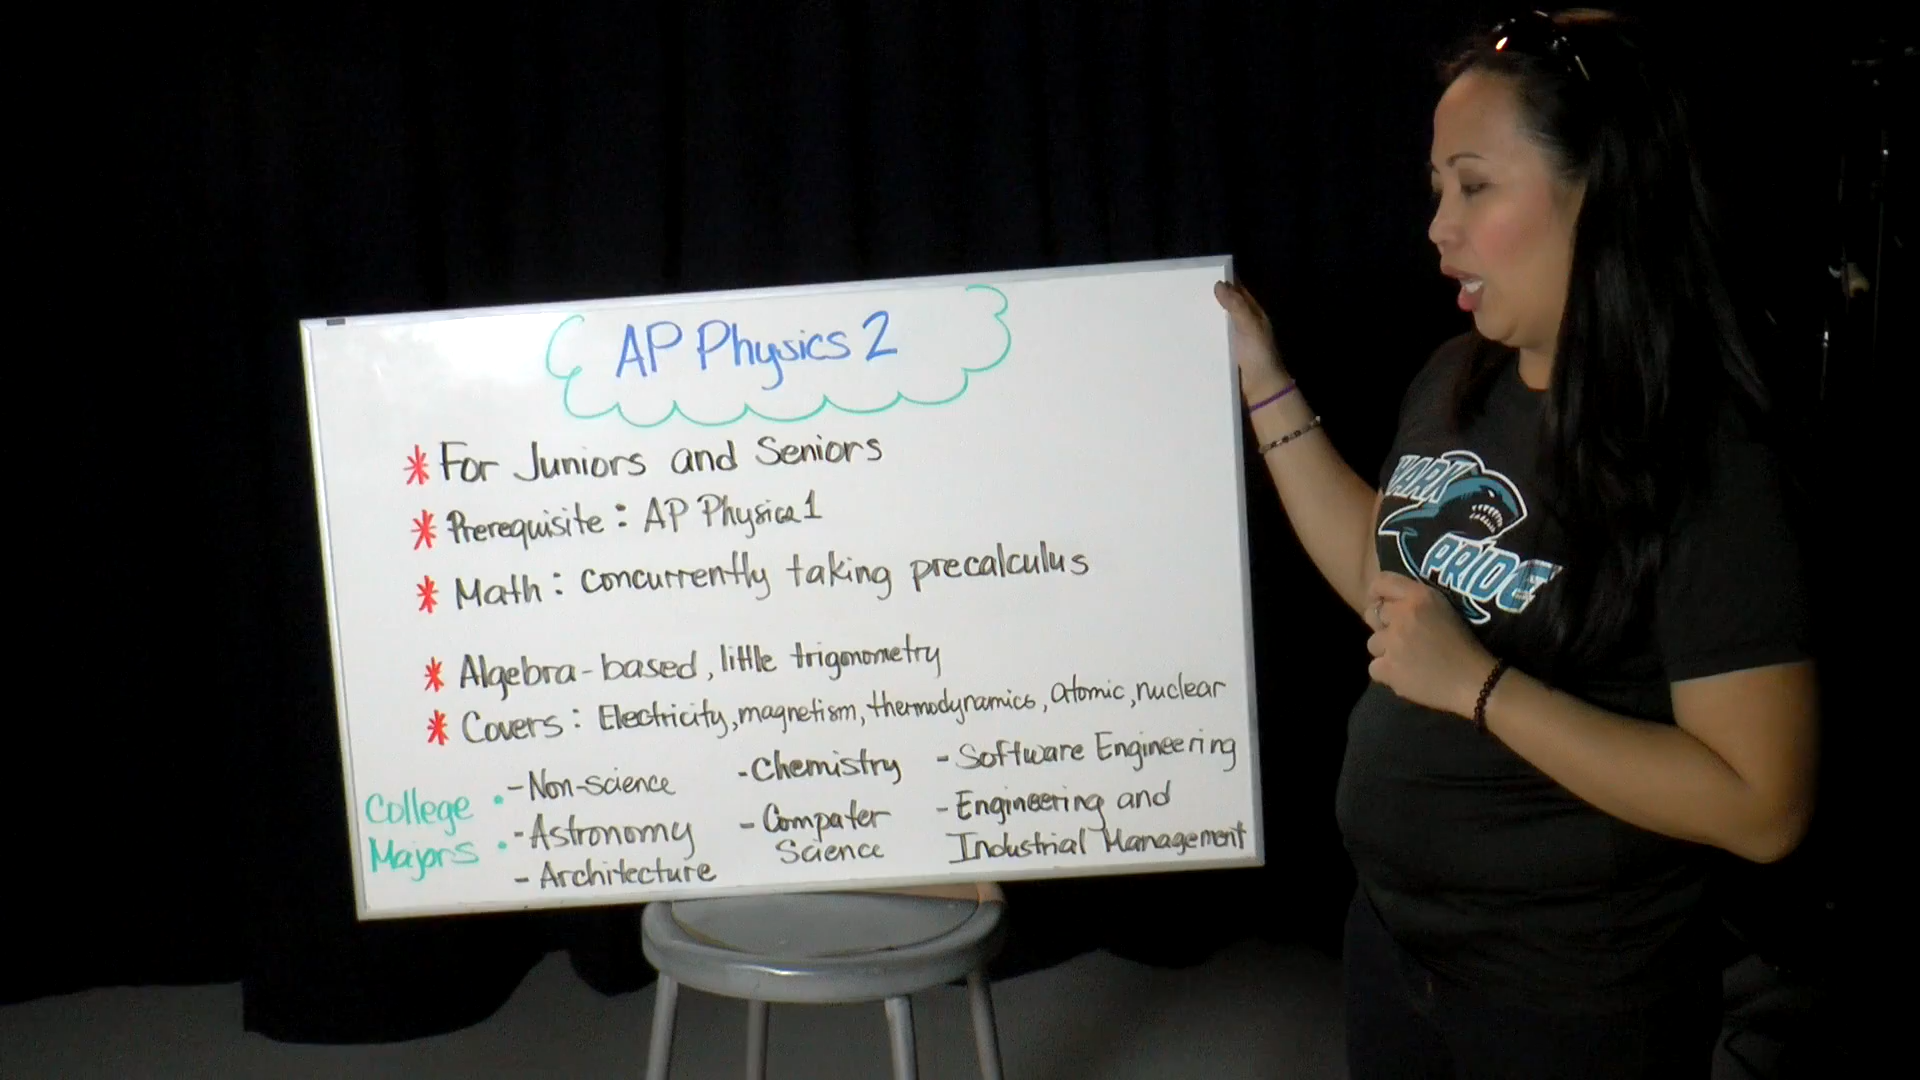 AP Physics 2
* For Juniors and Seniors
* Prerequisite: AP Physics 1
* Math: concurrently taking precalculus
* Algebra-based, little trigonometry
* Covers: Electricity, magnetism, thermodynamics, atomic, nuclear
College Majors
- Non-science
- Astronomy
- Architecture
- Chemistry
- Computer
Science
- Software Engineering
- Engineering and
Industrial Management
PRIDE